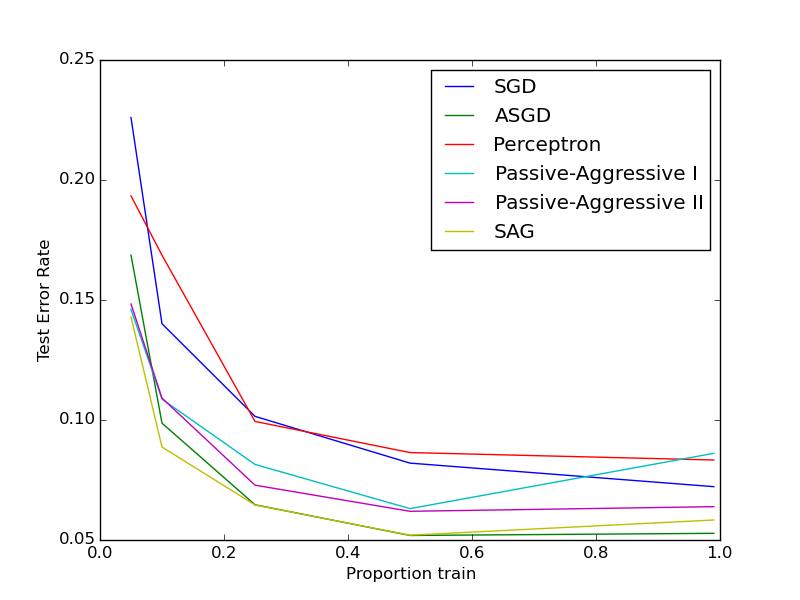 0.25
0.20
0.15
0.10
0.05
Test Error Rate
SGD
ASGD
Perceptron
Passive-Aggressive I
Passive-Aggressive II
SAG
0.0 0.2 0.4 0.6 0.8 1.0
Proportion train